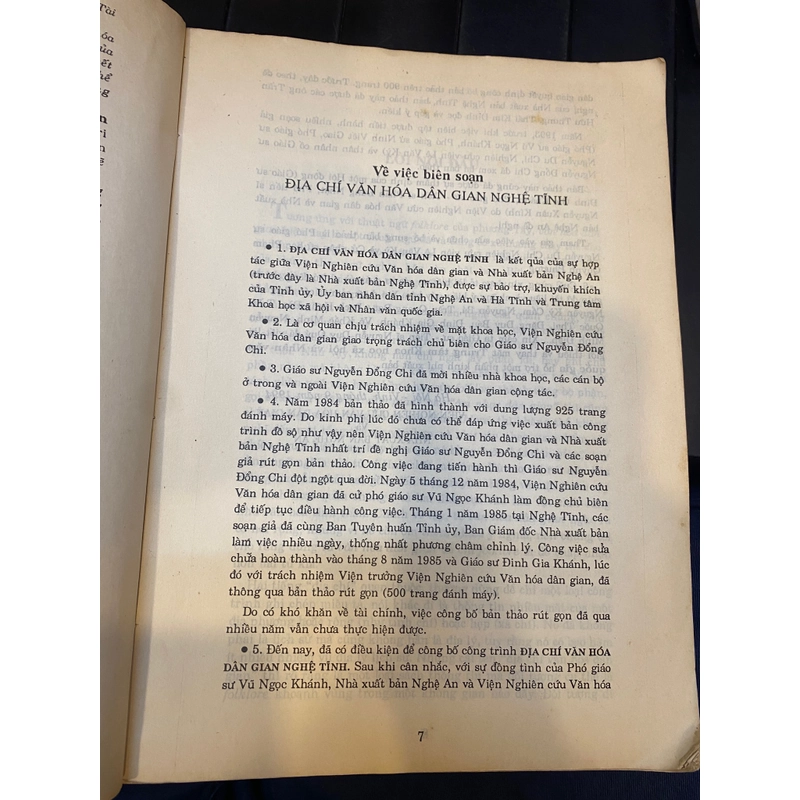 Tài
óa
của
ết
hể
ng
n
ri
Về việc biên soạn
ĐỊA CHÍ VĂN HÓA DÂN GIAN NGHỆ TĨNH
● 1. ĐỊA CHÍ VĂN HÓA DÂN GIAN NGHỆ TĨNH là kết quả của sự hợp
tác giữa Viện Nghiên cứu Văn hóa dân gian và Nhà xuất bản Nghệ An
(trước đây là Nhà xuất bản Nghệ Tĩnh), được sự bảo trợ, khuyến khích
của Tỉnh ủy, Ủy ban nhân dân tỉnh Nghệ An và Hà Tĩnh và Trung tâm
Khoa học xã hội và Nhân văn quốc gia.
● 2. Là cơ quan chịu trách nhiệm về mặt khoa học, Viện Nghiên cứu
Văn hóa dân gian giao trọng trách chủ biên cho Giáo sư Nguyễn Đổng
Chi.
● 3. Giáo sư Nguyễn Đổng Chi đã mời nhiều nhà khoa học, các cán bộ
ở trong và ngoài Viện Nghiên cứu Văn hóa dân gian cộng tác.
● 4. Năm 1984 bản thảo đã hình thành với dung lượng 925 trang
đánh máy. Do kinh phí lúc đó chưa có thể đáp ứng việc xuất bản công
trình đồ sộ như vậy nên Viện Nghiên cứu Văn hóa dân gian và Nhà xuất
bản Nghệ Tĩnh nhất trí đề nghị Giáo sư Nguyễn Đổng Chi và các soạn
giả rút gọn bản thảo. Công việc đang tiến hành thì Giáo sư Nguyễn
Đổng Chi đột ngột qua đời. Ngày 5 tháng 12 năm 1984, Viện Nghiên cứu
Văn hóa dân gian đã cử phó giáo sư Vũ Ngọc Khánh làm đồng chủ biên
để tiếp tục điều hành công việc. Tháng 1 năm 1985 tại Nghệ Tĩnh, các
soạn giả đã cùng Ban Tuyên huấn Tỉnh ủy, Ban Giám đốc Nhà xuất bản
làm việc nhiều ngày, thống nhất phương châm chỉnh lý. Công việc sửa
chữa hoàn thành vào tháng 8 năm 1985 và Giáo sư Đinh Gia Khánh, lúc
đó với trách nhiệm Viện trưởng Viện Nghiên cứu Văn hóa dân gian, đã
thông qua bản thảo rút gọn (500 trang đánh máy).
Do có khó khăn về tài chính, việc công bố bản thảo rút gọn đã qua
nhiều năm vẫn chưa thực hiện được.
● 5. Đến nay, đã có điều kiện để công bố công trình ĐỊA CHÍ VĂN HÓA
DÂN GIAN NGHỆ TĨNH. Sau khi cân nhắc, với sự đồng tình của Phó giáo
sư Vũ Ngọc Khánh, Nhà xuất bản Nghệ An và Viện Nghiên cứu Văn hóa
7